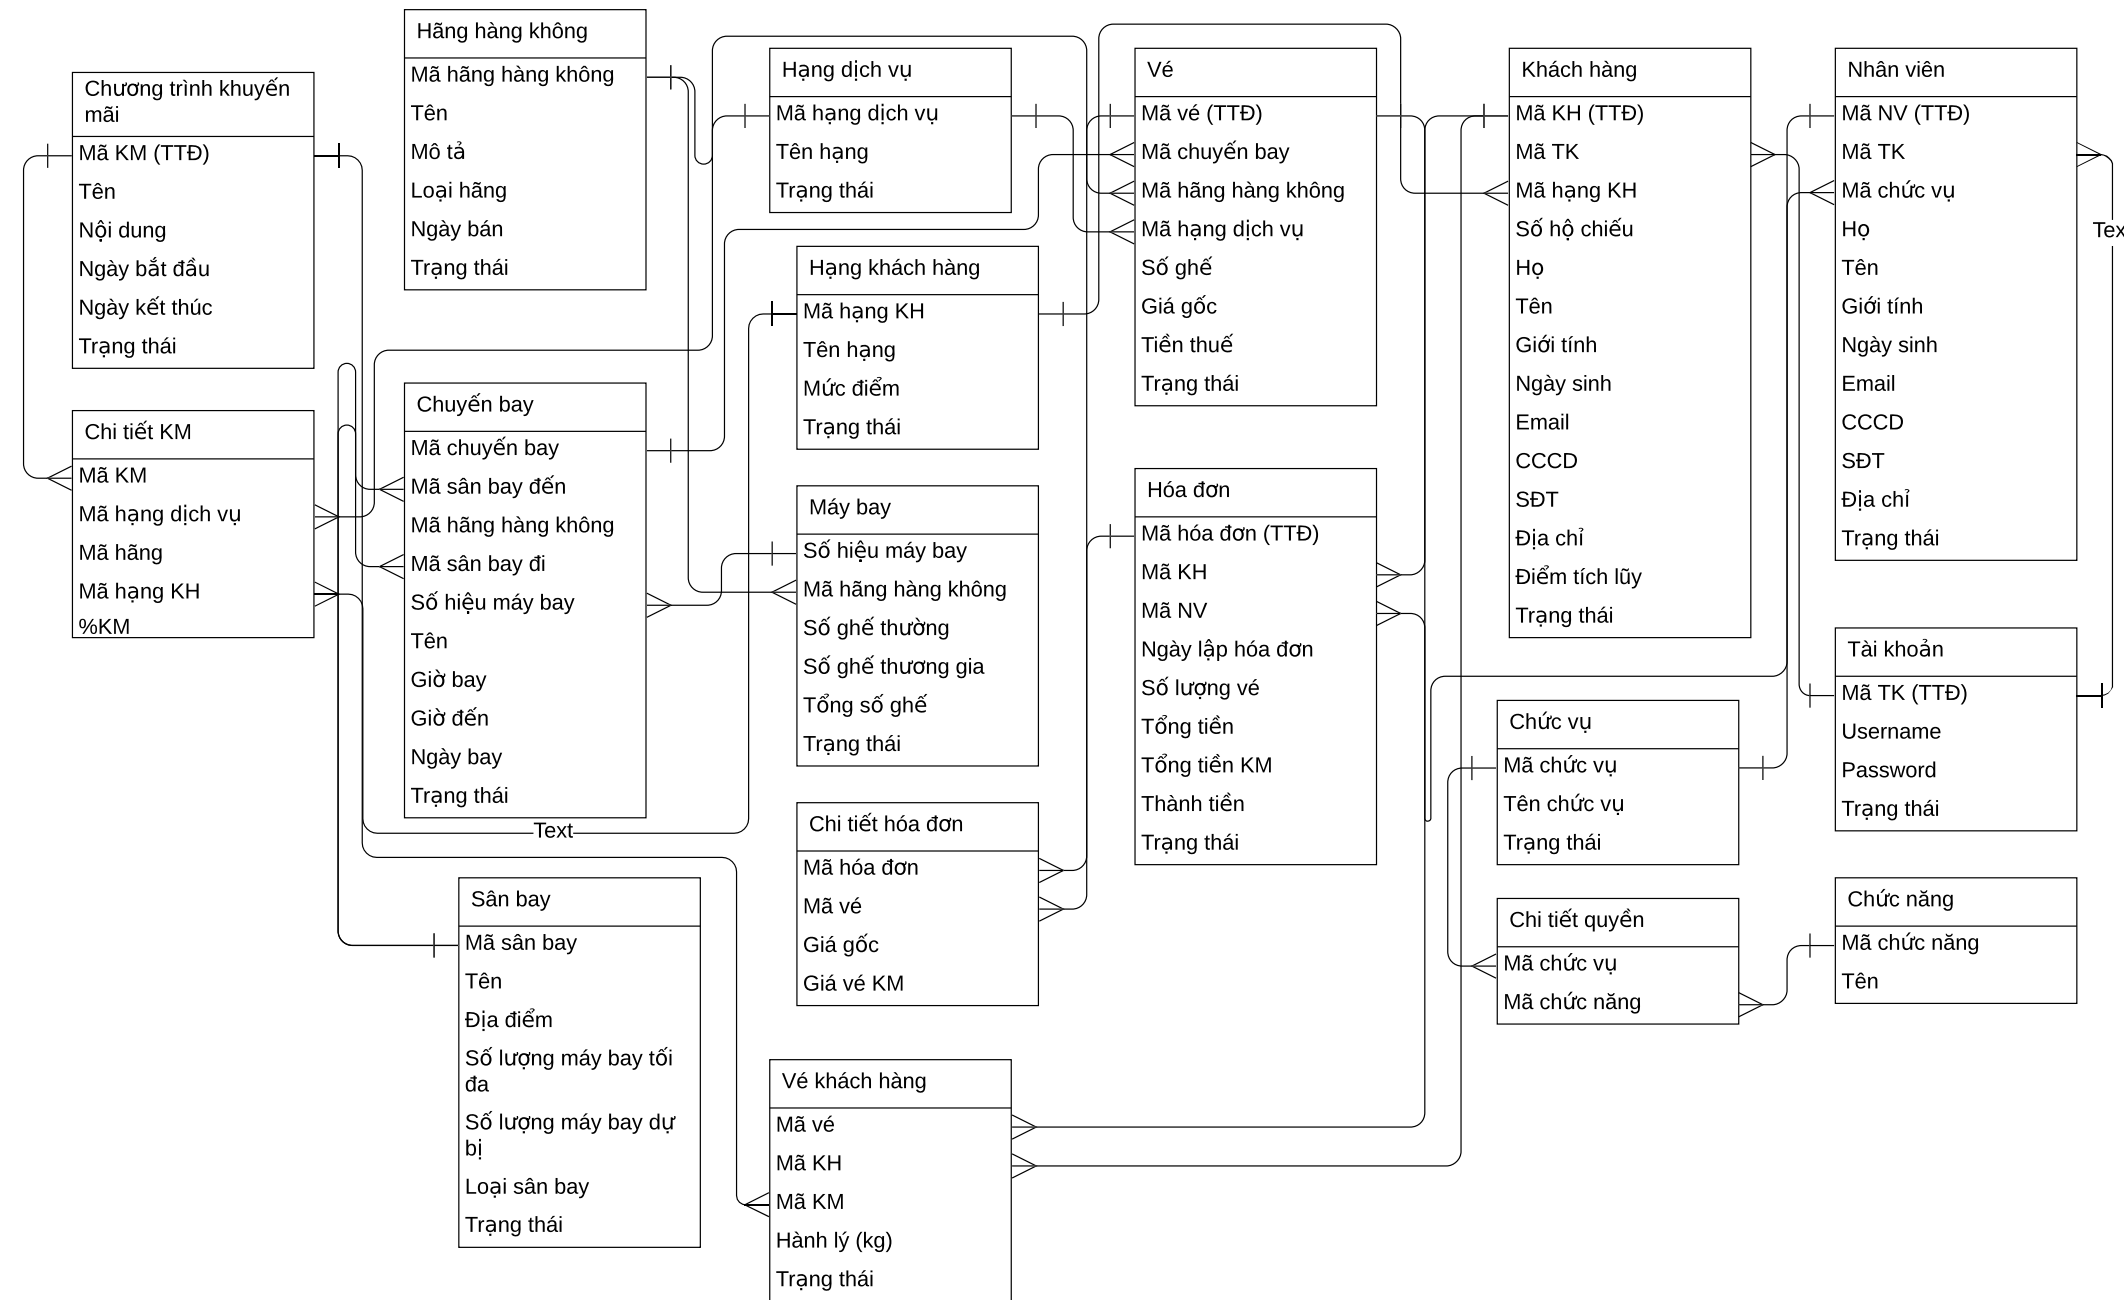 Hãng hàng không
Mã hãng hàng không
Tên
Mô tả
Loại hãng
Ngày bán
Trạng thái
Chương trình khuyến
mãi
Mã KM (TTĐ)
Tên
Nội dung
Ngày bắt đầu
Ngày kết thúc
Trạng thái
Hạng dịch vụ
Mã hạng dịch vụ
Tên hạng
Trạng thái
Vé
Mã vé (TTĐ)
Mã chuyến bay
Mã hãng hàng không
Mã hạng dịch vụ
Số ghế
Giá gốc
Tiền thuế
Trạng thái
Khách hàng
Mã KH (TTĐ)
Mã TK
Mã hạng KH
Số hộ chiếu
Họ
Tên
Giới tính
Ngày sinh
Email
CCCD
SĐT
Địa chỉ
Điểm tích lũy
Trạng thái
Nhân viên
Mã NV (TTĐ)
Mã TK
Mã chức vụ
Họ
Tên
Giới tính
Ngày sinh
Email
CCCD
SĐT
Địa chỉ
Trạng thái
Tex
Hạng khách hàng
Mã hạng KH
Tên hạng
Mức điểm
Trạng thái
Chi tiết KM
Mã KM
Mã hạng dịch vụ
Mã hãng
Mã hạng KH
%KM
Chuyến bay
Mã chuyến bay
Mã sân bay đến
Mã hãng hàng không
Mã sân bay đi
Số hiệu máy bay
Tên
Giờ bay
Giờ đến
Ngày bay
Trạng thái
Text
Máy bay
Số hiệu máy bay
Mã hãng hàng không
Số ghế thường
Số ghế thương gia
Tổng số ghế
Trạng thái
Hóa đơn
Mã hóa đơn (TTĐ)
Mã KH
Mã NV
Ngày lập hóa đơn
Số lượng vé
Tổng tiền
Tổng tiền KM
Thành tiền
Trạng thái
Tài khoản
Mã TK (TTĐ)
Username
Password
Trạng thái
Chức vụ
Mã chức vụ
Tên chức vụ
Trạng thái
Chi tiết hóa đơn
Mã hóa đơn
Mã vé
Giá gốc
Giá vé KM
Sân bay
Mã sân bay
Tên
Địa điểm
Số lượng máy bay tối
đa
Số lượng máy bay dự
bị
Loại sân bay
Trạng thái
Chi tiết quyền
Mã chức vụ
Mã chức năng
Chức năng
Mã chức năng
Tên
Vé khách hàng
Mã vé
Mã KH
Mã KM
Hành lý (kg)
Trạng thái